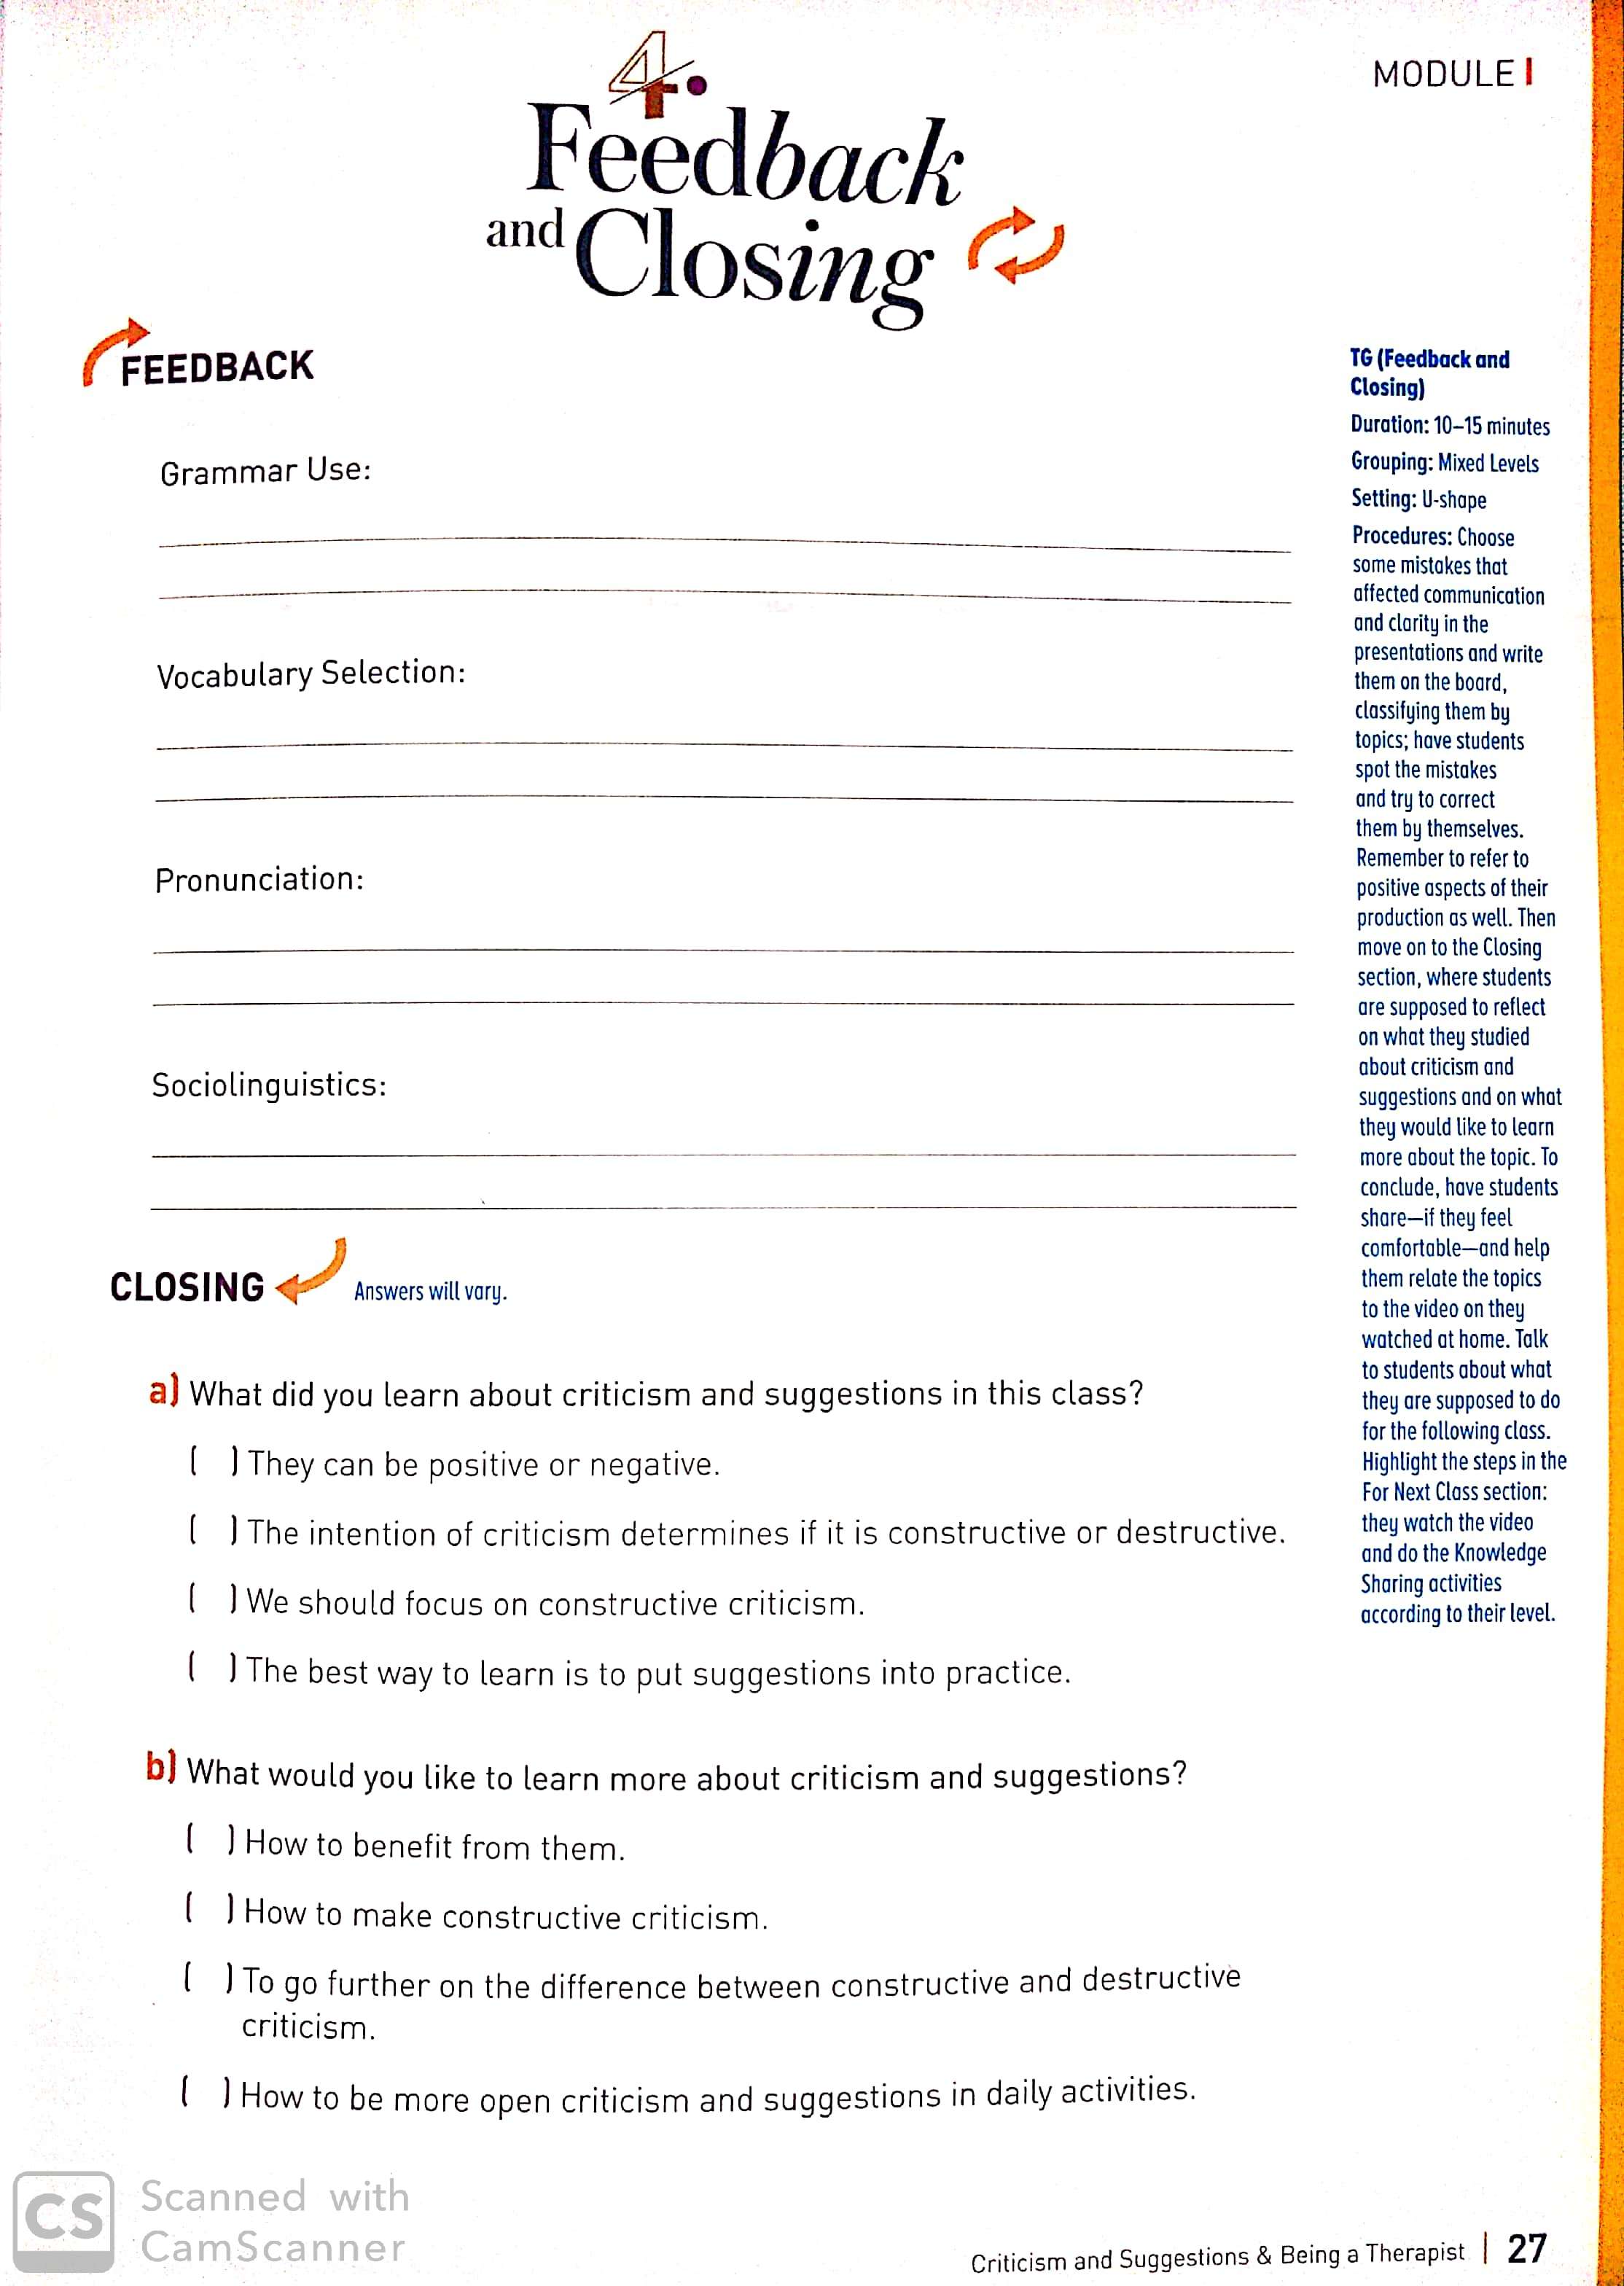 MODULE I
4.
Feedback
and Closing
FEEDBACK
Grammar Use:
Vocabulary Selection:
Pronunciation:
Sociolinguistics:
CLOSING
Answers will vary.
a) What did you learn about criticism and suggestions in this class?
( ) They can be positive or negative.
( ) The intention of criticism determines if it is constructive or destructive.
( ) We should focus on constructive criticism.
( ) The best way to learn is to put suggestions into practice.
b) What would you like to learn more about criticism and suggestions?
( ) How to benefit from them.
( ) How to make constructive criticism.
( ) To go further on the difference between constructive and destructive
criticism.
( ) How to be more open criticism and suggestions in daily activities.
TG (Feedback and
Closing)
Duration: 10–15 minutes
Grouping: Mixed Levels
Setting: U-shape
Procedures: Choose
some mistakes that
affected communication
and clarity in the
presentations and write
them on the board,
classifying them by
topics; have students
spot the mistakes
and try to correct
them by themselves.
Remember to refer to
positive aspects of their
production as well. Then
move on to the Closing
section, where students
are supposed to reflect
on what they studied
about criticism and
suggestions and on what
they would like to learn
more about the topic. To
conclude, have students
share—if they feel
comfortable—and help
them relate the topics
to the video on they
watched at home. Talk
to students about what
they are supposed to do
for the following class.
Highlight the steps in the
For Next Class section:
they watch the video
and do the Knowledge
Sharing activities
according to their level.
CS
Scanned with
CamScanner
Criticism and Suggestions & Being a Therapist | 27